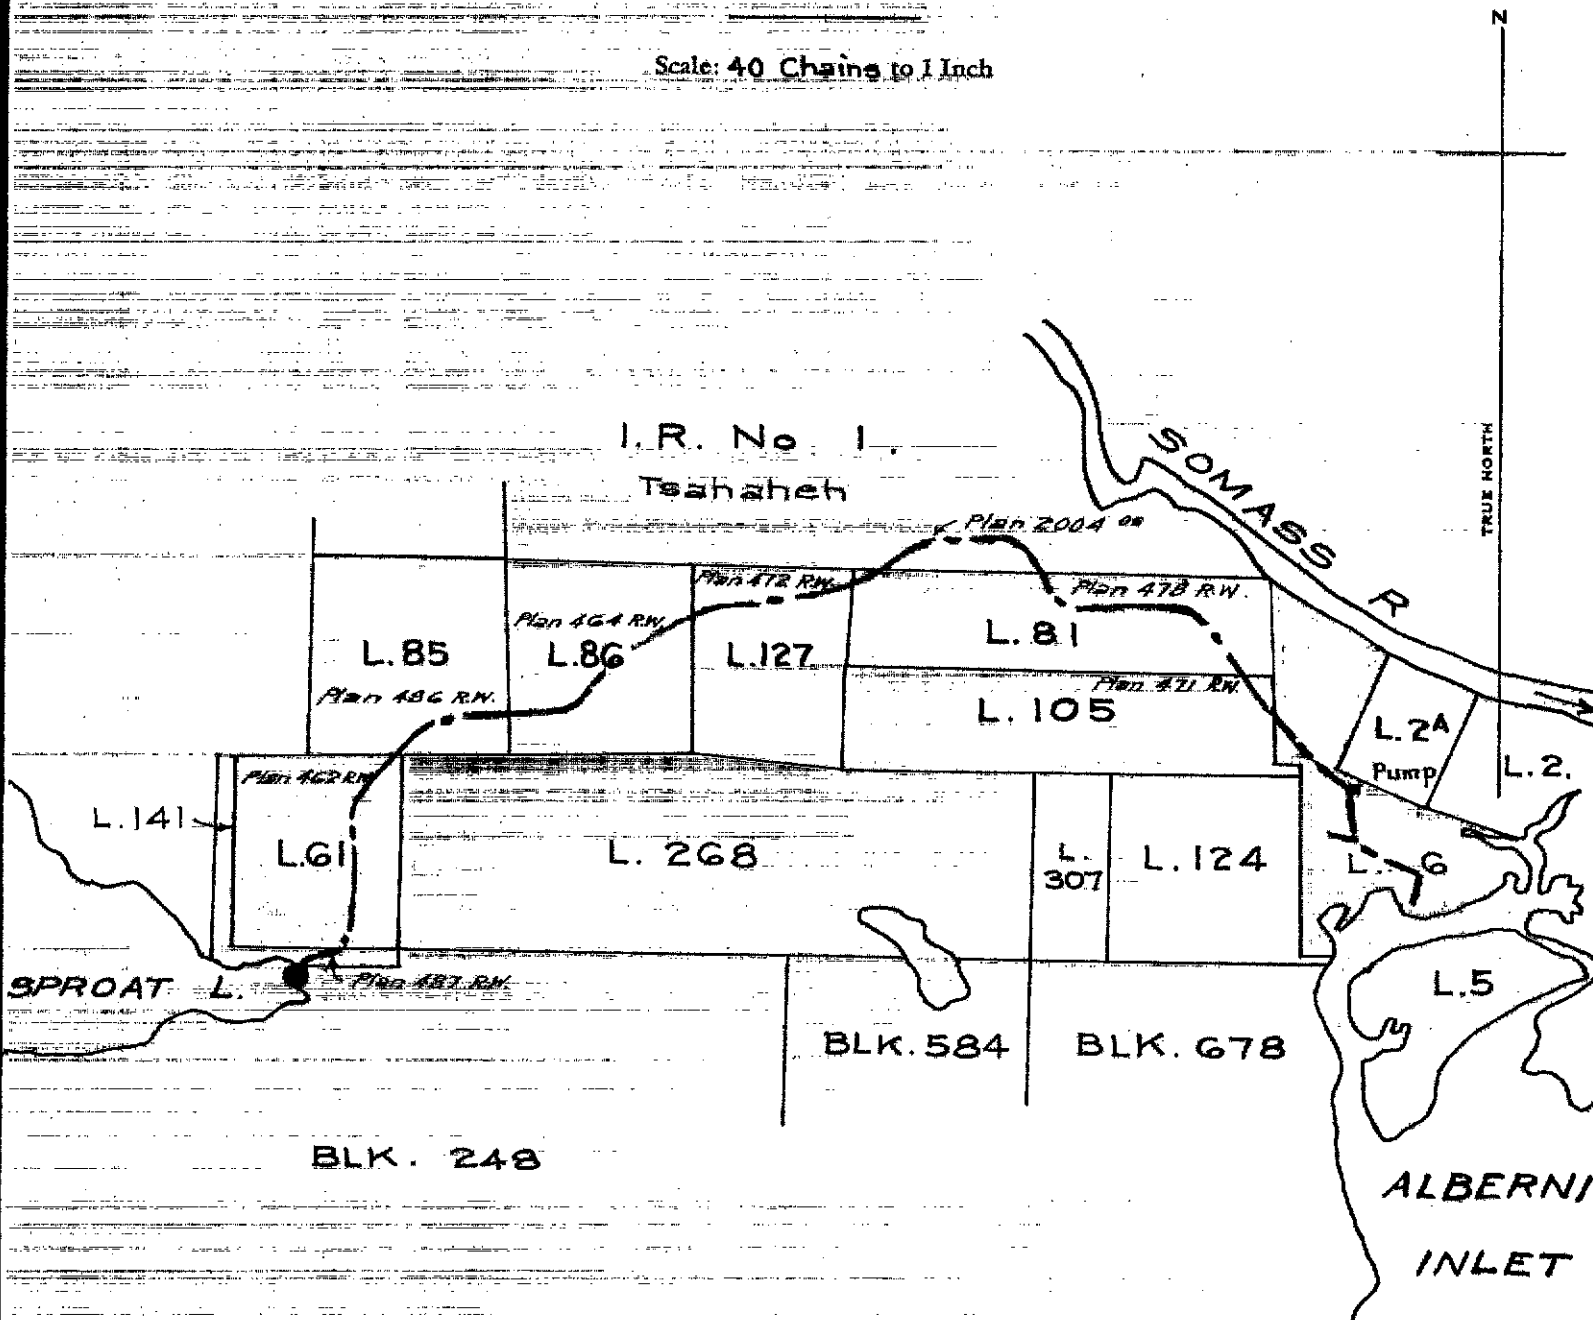 N
Scale: 40 Chains to 1 Inch
TRUE NORTH
I. R. No 1.
Tsahaheh
SOMASS R
Plan 2004
Plan 472 R.W.
Plan 478 R.W.
Plan 464 R.W.
L.85
L.86
L.127
L.81
Plan 486 R.W.
Plan 471 R.W.
L.105
L.2A
Pump
L.2.
Plan 462 R.W.
L.141
L.61
L. 268
L.
307
L.124
L. 6
SPROAT L.
Plan 487 R.W.
L.5
BLK. 584
BLK. 678
BLK. 248
ALBERNI
INLET